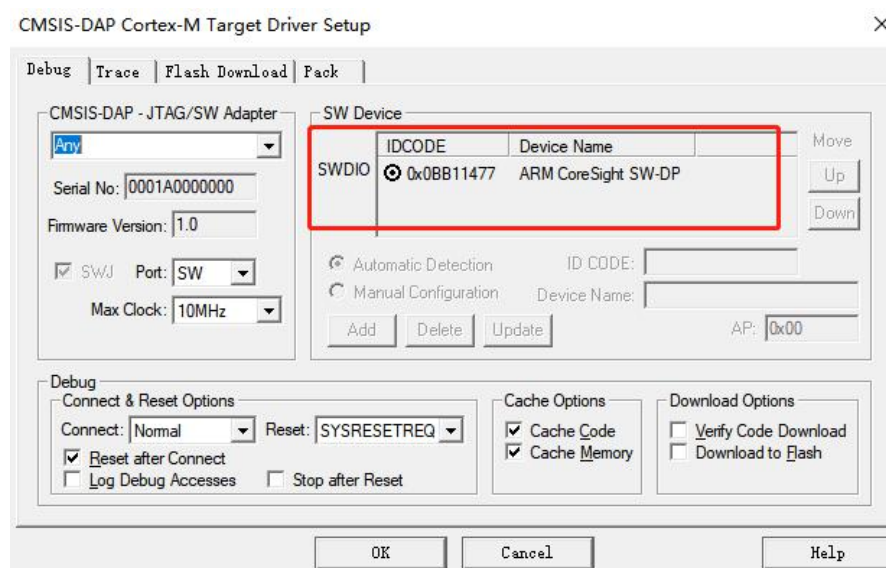 CMSIS-DAP Cortex-M Target Driver Setup
Debug Trace Flash Download Pack
CMSIS-DAP - JTAG/SW Adapter
Any
Serial No: 0001A0000000
Firmware Version: 1.0
SWJ Port: SW
Max Clock: 10MHz
SW Device
IDCODE Device Name Move
SWDIO 0x0BB11477 ARM CoreSight SW-DP Up
Down
Automatic Detection ID CODE:
Manual Configuration Device Name:
Add Delete Update AP: 0x00
Debug
Connect & Reset Options
Connect: Normal Reset: SYSRESETREQ
Reset after Connect
Log Debug Accesses Stop after Reset
Cache Options
Cache Code
Cache Memory
Download Options
Verify Code Download
Download to Flash
OK Cancel Help